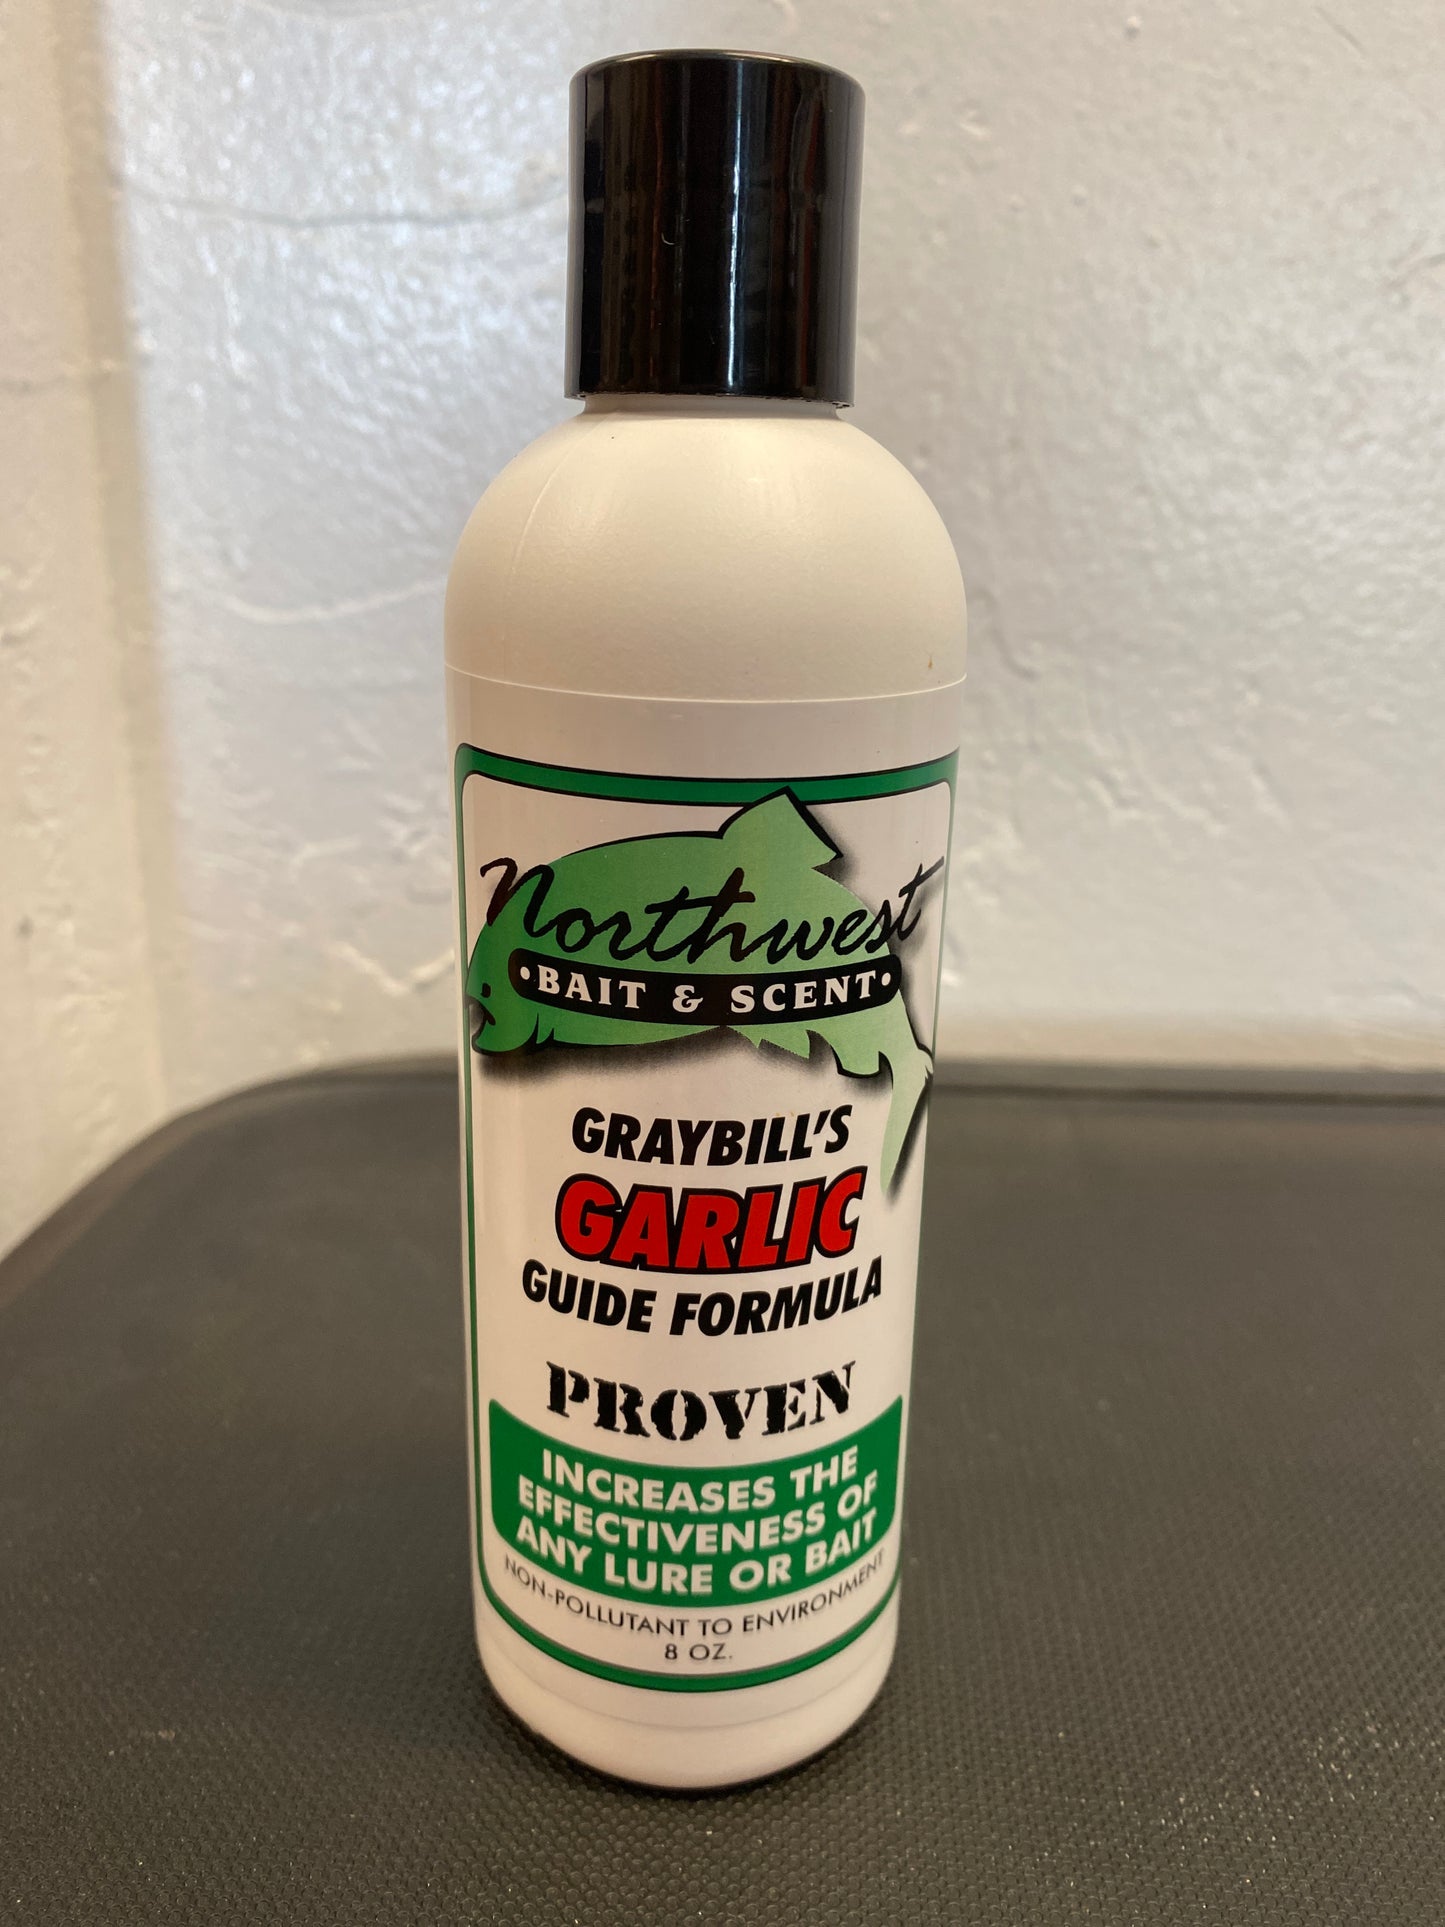 Northwest
•BAIT & SCENT•
GRAYBILL'S
GARLIC
GUIDE FORMULA
PROVEN
INCREASES THE
EFFECTIVENESS OF
ANY LURE OR BAIT
NON-POLLUTANT TO ENVIRONMENT
8 OZ.